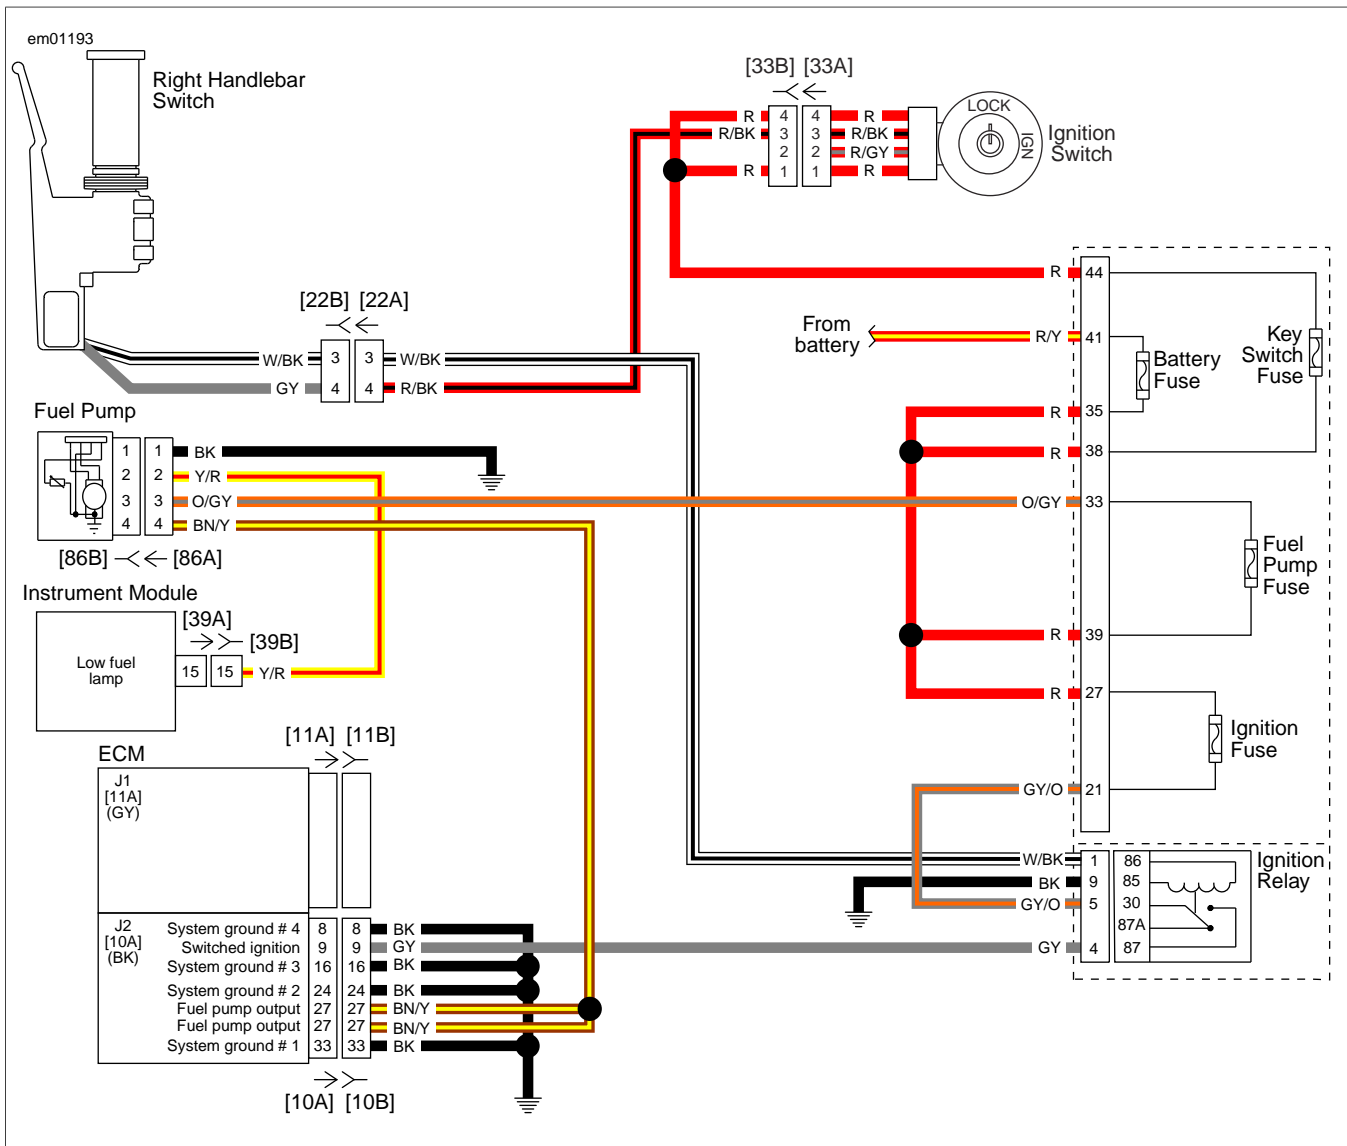 em01193
Right Handlebar
Switch
[33B] [33A]
R 4 4 R
R/BK 3 3 R/BK
2 2 R/GY
R 1 1 R
LOCK
IGN
Ignition
Switch
[22B] [22A]
W/BK 3 3 W/BK
GY 4 4 R/BK
From
battery
R 44
R/Y 41
R 35
R 38
O/GY 33
R 39
R 27
GY/O 21
Key
Switch
Fuse
Battery
Fuse
Fuel
Pump
Fuse
Ignition
Fuse
Fuel Pump
1 1 BK
2 2 Y/R
3 3 O/GY
4 4 BN/Y
[86B] [86A]
Instrument Module
[39A]
[39B]
Low fuel
lamp
15 15 Y/R
ECM
[11A] [11B]
J1
[11A]
(GY)
W/BK 1 86
BK 9 85
GY/O 5 30
87A
GY 4 87
Ignition
Relay
J2
[10A]
(BK)
System ground # 4 8 8 BK
Switched ignition 9 9 GY
System ground # 3 16 16 BK
System ground # 2 24 24 BK
Fuel pump output 27 27 BN/Y
Fuel pump output 27 27 BN/Y
System ground # 1 33 33 BK
[10A] [10B]